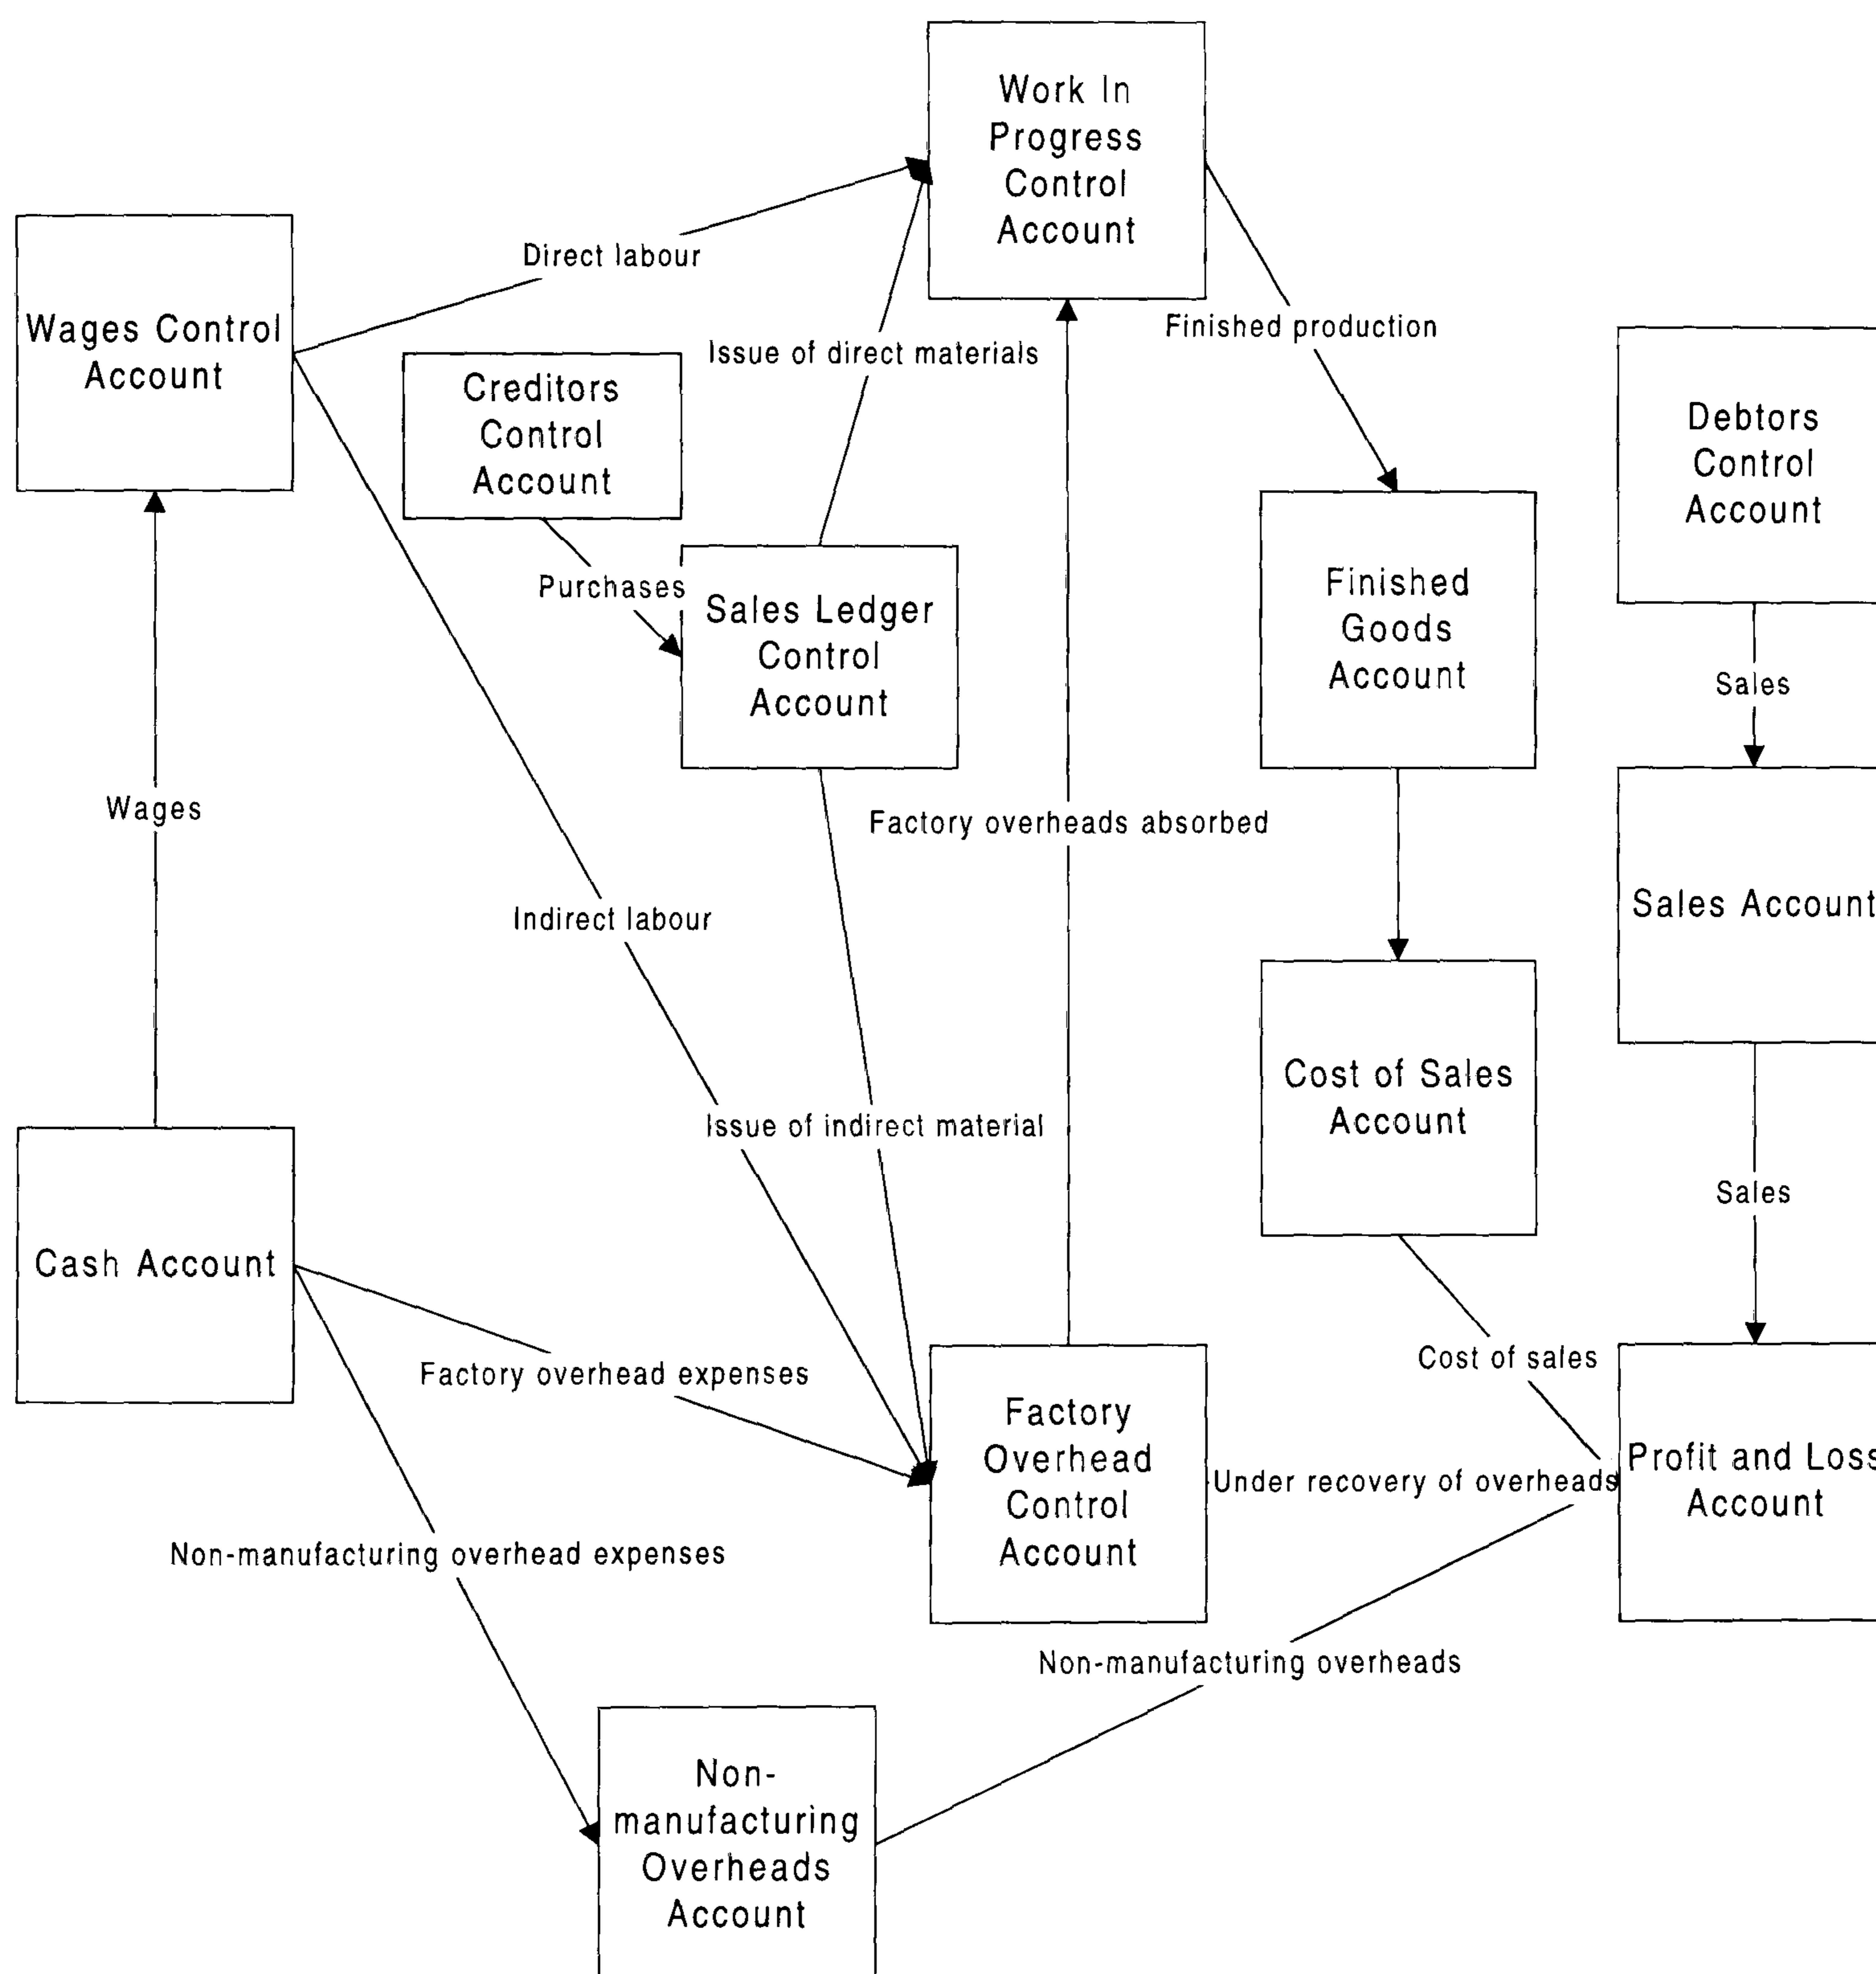 Work In
Progress
Control
Account
Direct labour
Wages Control
Account
Finished production
Issue of direct materials
Creditors
Control
Account
Debtors
Control
Account
Purchases
Sales Ledger
Control
Account
Finished
Goods
Account
Sales
Wages
Factory overheads absorbed
Indirect labour
Sales Account
Cost of Sales
Account
Issue of indirect material
Sales
Cash Account
Factory overhead expenses
Cost of sales
Factory
Overhead
Control
Account
Under recovery of overheads
Profit and Loss
Account
Non-manufacturing overhead expenses
Non-manufacturing overheads
Non-
manufacturing
Overheads
Account